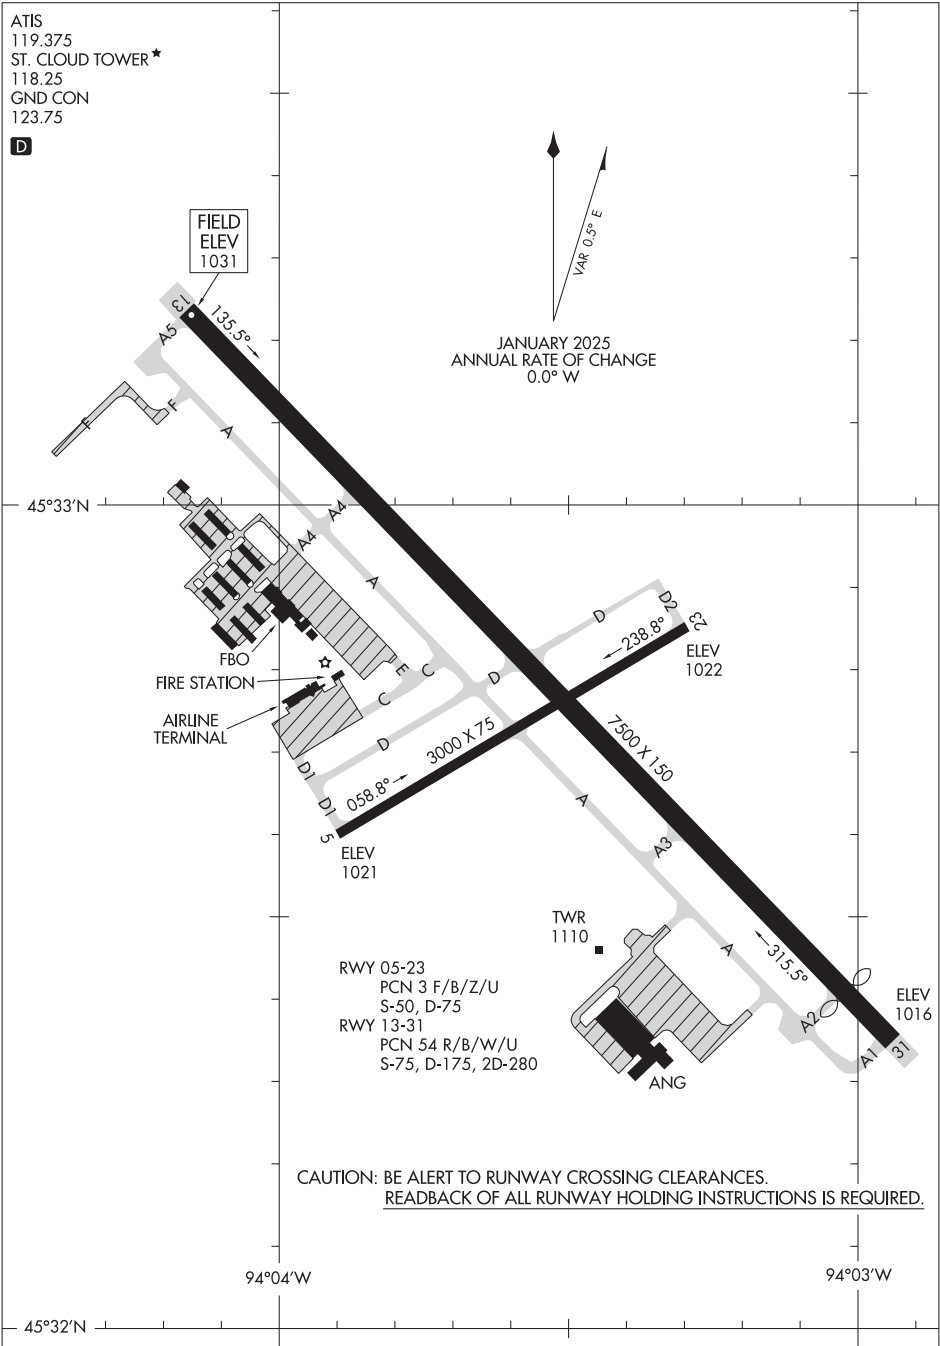 ATIS
119.375
ST. CLOUD TOWER★
118.25
GND CON
123.75
D
FIELD
ELEV
1031
VAR 0.5° E
JANUARY 2025
ANNUAL RATE OF CHANGE
0.0° W
13
135.5°
A5
F
F
A
45°33'N
A4
A4
A
D
D2
23
238.8°
ELEV
1022
FBO
FIRE STATION
AIRLINE
TERMINAL
E
C
C
D
D
3000 X 75
7500 X 150
D1
D1
058.8°
5
ELEV
1021
A
A3
TWR
1110
A
315.5°
ELEV
1016
A2
A1
31
RWY 05-23
PCN 3 F/B/Z/U
S-50, D-75
RWY 13-31
PCN 54 R/B/W/U
S-75, D-175, 2D-280
ANG
CAUTION: BE ALERT TO RUNWAY CROSSING CLEARANCES.
READBACK OF ALL RUNWAY HOLDING INSTRUCTIONS IS REQUIRED.
94°04'W
94°03'W
45°32'N